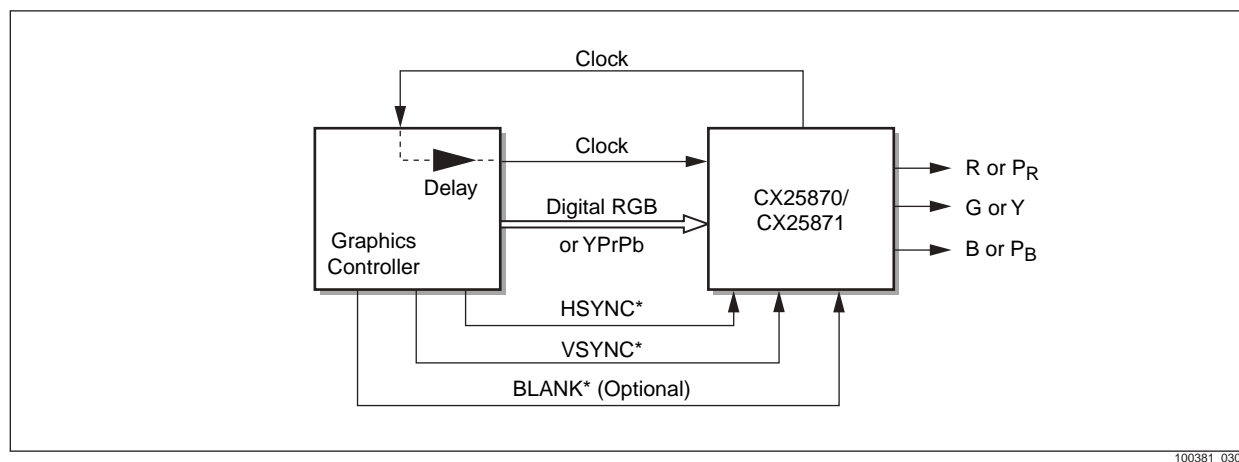 Clock
Clock
Delay
Graphics
Controller
Digital RGB
or YPrPb
CX25870/
CX25871
R or PR
G or Y
B or PB
HSYNC*
VSYNC*
BLANK* (Optional)
100381_030